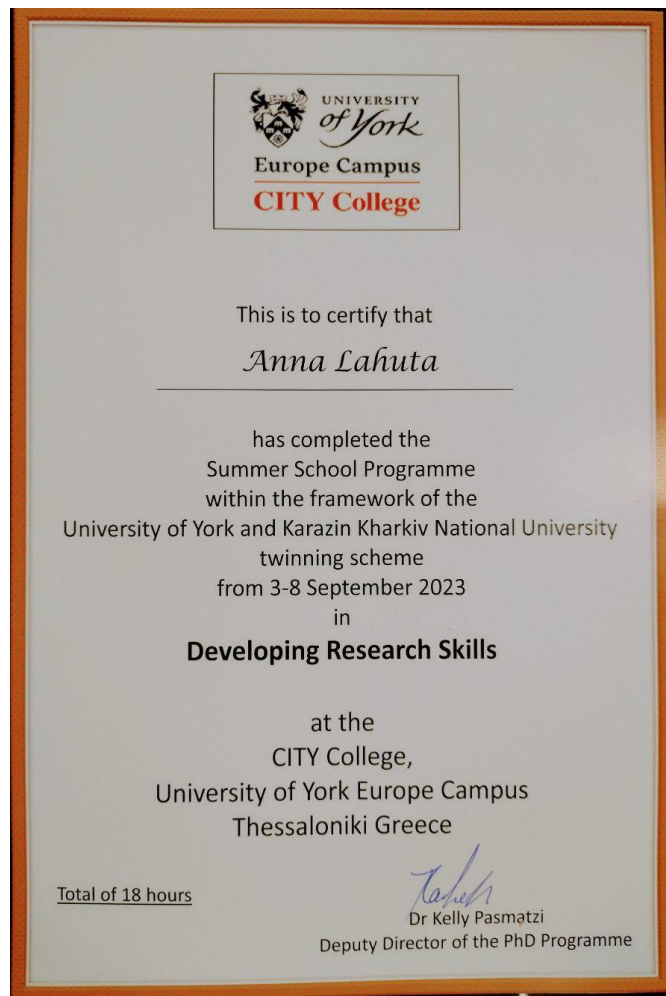 UNIVERSITY
of York
Europe Campus
CITY College
This is to certify that
Anna Lahuta
has completed the
Summer School Programme
within the framework of the
University of York and Karazin Kharkiv National University
twinning scheme
from 3-8 September 2023
in
Developing Research Skills
at the
CITY College,
University of York Europe Campus
Thessaloniki Greece
Total of 18 hours
Dr Kelly Pasmatzi
Deputy Director of the PhD Programme